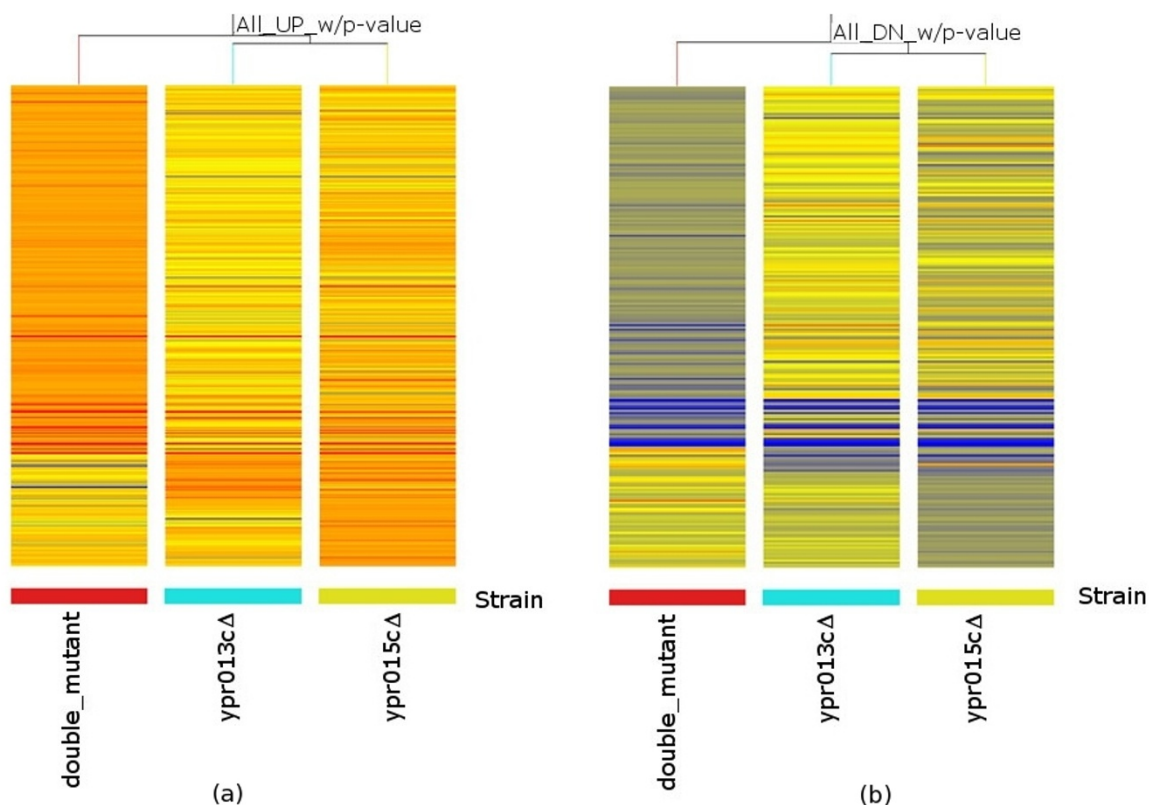 All_UP_w/p-value
Strain
double_mutant
ypr013cΔ
ypr015cΔ
(a)
All_DN_w/p-value
Strain
double_mutant
ypr013cΔ
ypr015cΔ
(b)